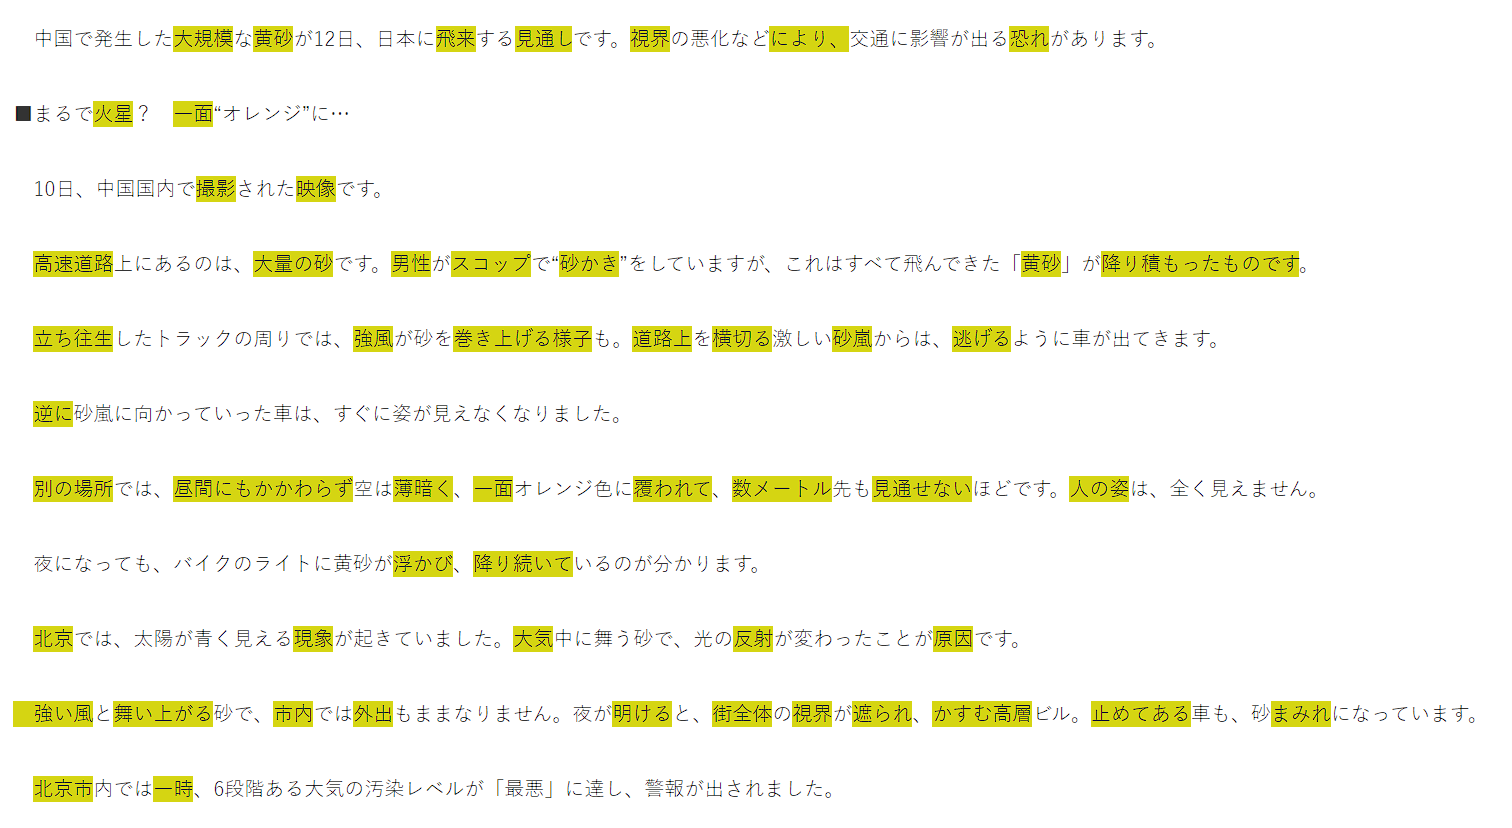 中国で発生した大規模な黄砂が12日、日本に飛来する見通しです。視界の悪化などにより、交通に影響が出る恐れがあります。
■まるで火星？　一面“オレンジ”に…
10日、中国国内で撮影された映像です。
高速道路上にあるのは、大量の砂です。男性がスコップで“砂かき”をしていますが、これはすべて飛んできた「黄砂」が降り積もったものです。
立ち往生したトラックの周りでは、強風が砂を巻き上げる様子も。道路上を横切る激しい砂嵐からは、逃げるように車が出てきます。
逆に砂嵐に向かっていった車は、すぐに姿が見えなくなりました。
別の場所では、昼間にもかかわらず空は薄暗く、一面オレンジ色に覆われて、数メートル先も見通せないほどです。人の姿は、全く見えません。
夜になっても、バイクのライトに黄砂が浮かび、降り続いているのが分かります。
北京では、太陽が青く見える現象が起きていました。大気中に舞う砂で、光の反射が変わったことが原因です。
強い風と舞い上がる砂で、市内では外出もままなりません。夜が明けると、街全体の視界が遮られ、かすむ高層ビル。止めてある車も、砂まみれになっています。
北京市内では一時、6段階ある大気の汚染レベルが「最悪」に達し、警報が出されました。